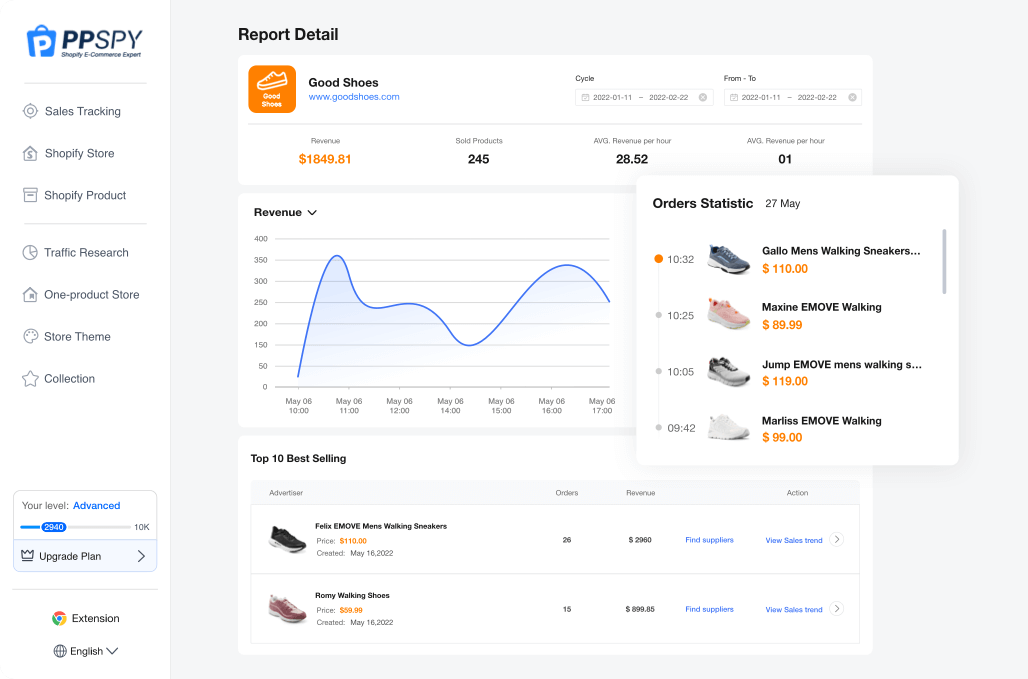 PPSPY
Shopify E-Commerce Expert
Sales Tracking
Shopify Store
Shopify Product
Traffic Research
One-product Store
Store Theme
Collection
Your level: Advanced
2940 10K
Upgrade Plan
Extension
English
Report Detail
Good Shoes
Good Shoes
www.goodshoes.com
Cycle
2022-01-11 – 2022-02-22
From - To
2022-01-11 – 2022-02-22
Revenue
$1849.81
Sold Products
245
AVG. Revenue per hour
28.52
AVG. Revenue per hour
01
Revenue
400
350
300
250
200
150
50
0
May 06 10:00
May 06 11:00
May 06 12:00
May 06 14:00
May 06 15:00
May 06 16:00
May 06 17:00
Orders Statistic 27 May
10:32 Gallo Mens Walking Sneakers...
$ 110.00
10:25 Maxine EMOVE Walking
$ 89.99
10:05 Jump EMOVE mens walking s...
$ 119.00
09:42 Marliss EMOVE Walking
$ 99.00
Top 10 Best Selling
Advertiser Orders Revenue Action
Felix EMOVE Mens Walking Sneakers
Price: $110.00
Created: May 16,2022
26 $ 2960 Find suppliers View Sales trend
Romy Walking Shoes
Price: $59.99
Created: May 16,2022
15 $ 899.85 Find suppliers View Sales trend